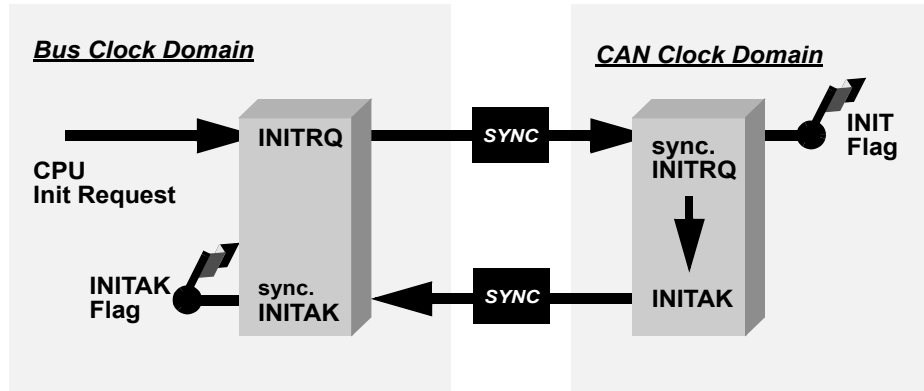 Bus Clock Domain
CAN Clock Domain
CPU
Init Request
INITRQ
SYNC
sync.
INITRQ
INIT
Flag
INITAK
Flag
sync.
INITAK
SYNC
INITAK